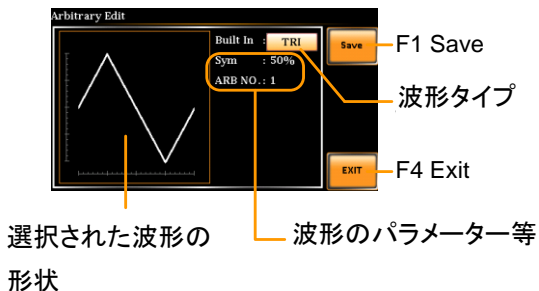 Arbitrary Edit
Built In : TRI
Sym : 50%
ARB NO. : 1
Save
F1 Save
波形タイプ
EXIT
F4 Exit
波形のパラメーター等
選択された波形の
形状